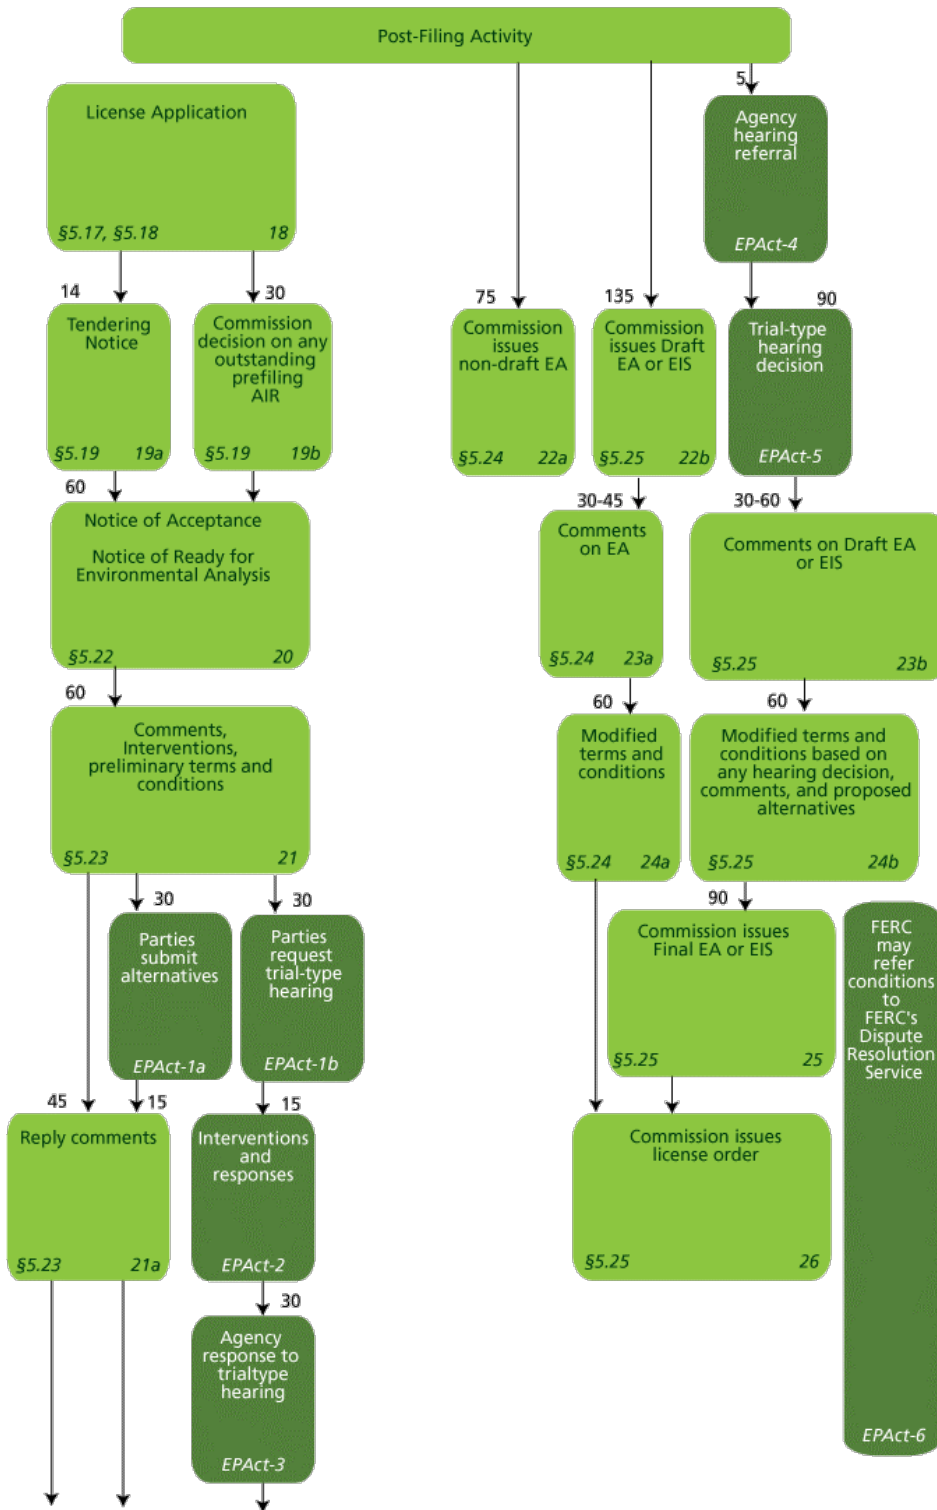 Post-Filing Activity
License Application
§5.17, §5.18 18
14
Tendering
Notice
§5.19 19a
30
Commission
decision on any
outstanding
prefiling
AIR
§5.19 19b
60
Notice of Acceptance
Notice of Ready for
Environmental Analysis
§5.22 20
60
Comments,
Interventions,
preliminary terms and
conditions
§5.23 21
30
Parties
submit
alternatives
EPAct-1a
30
Parties
request
trial-type
hearing
EPAct-1b
45 15
Reply comments
§5.23 21a
15
Interventions
and
responses
EPAct-2
30
Agency
response to
trialtype
hearing
EPAct-3
75
Commission
issues
non-draft EA
§5.24 22a
135
Commission
issues Draft
EA or EIS
§5.25 22b
5
Agency
hearing
referral
EPAct-4
90
Trial-type
hearing
decision
EPAct-5
30-45
Comments
on EA
§5.24 23a
30-60
Comments on Draft EA
or EIS
§5.25 23b
60
Modified
terms and
conditions
§5.24 24a
60
Modified terms and
conditions based on
any hearing decision,
comments, and proposed
alternatives
§5.25 24b
90
Commission issues
Final EA or EIS
§5.25 25
Commission issues
license order
§5.25 26
FERC
may
refer
conditions
to
FERC's
Dispute
Resolution
Service
EPAct-6